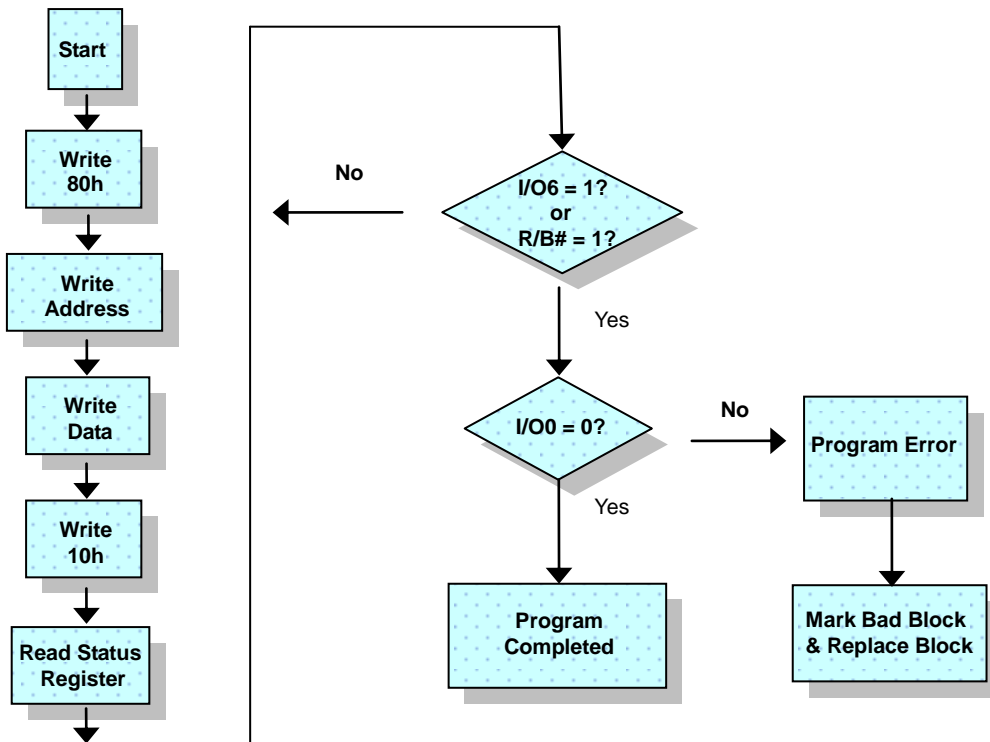 Start
Write
80h
Write
Address
Write
Data
Write
10h
Read Status
Register
No
I/O6 = 1?
or
R/B# = 1?
Yes
I/O0 = 0?
No
Program Error
Yes
Program
Completed
Mark Bad Block
& Replace Block